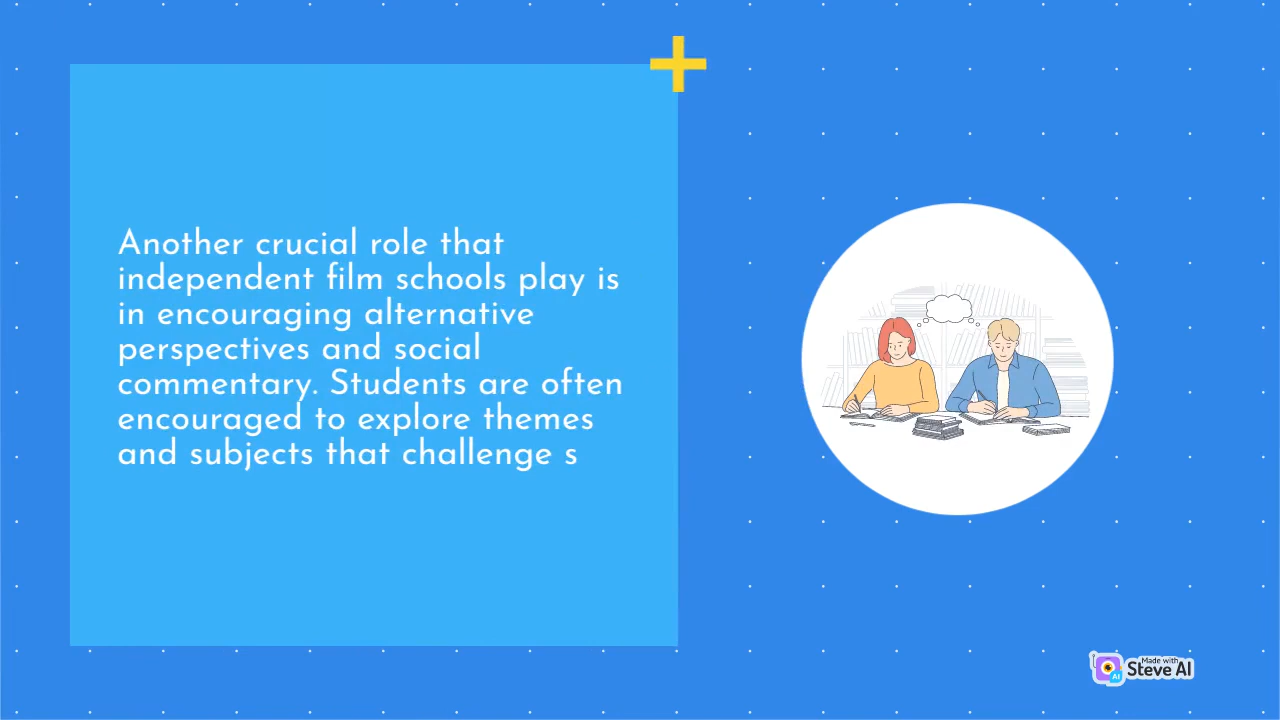 Another crucial role that
independent film schools play is
in encouraging alternative
perspectives and social
commentary. Students are often
encouraged to explore themes
and subjects that challenge s
Made with
Steve AI
AI